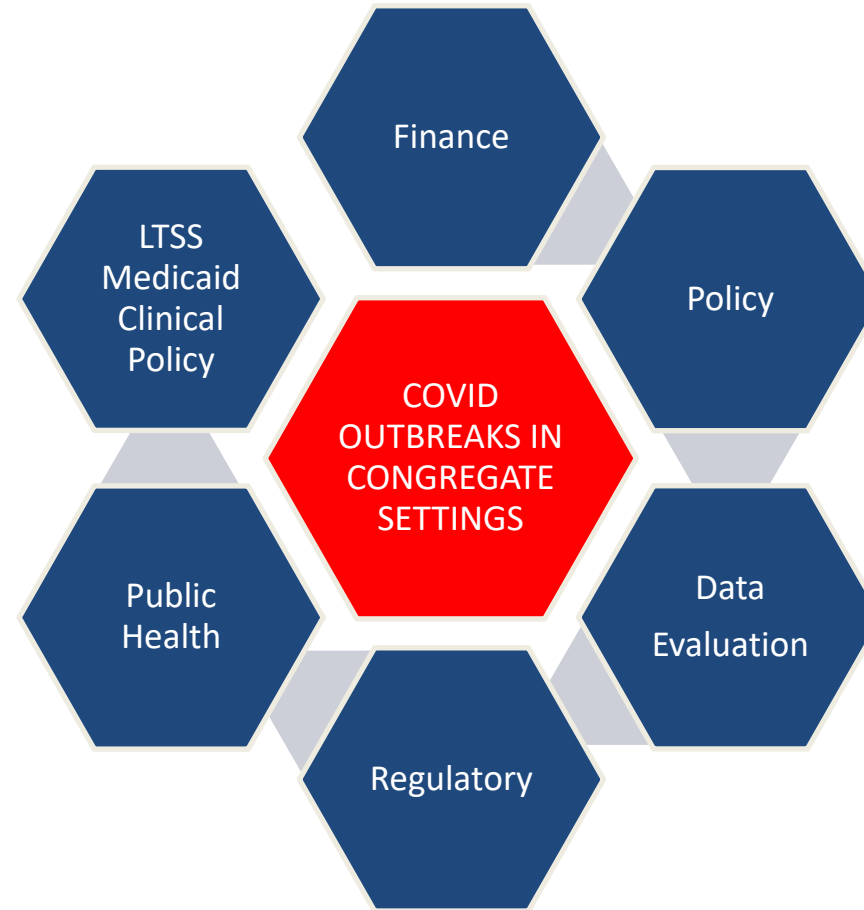 Finance
LTSS
Medicaid
Clinical
Policy
Policy
COVID
OUTBREAKS IN
CONGREGATE
SETTINGS
Public
Health
Data
Evaluation
Regulatory